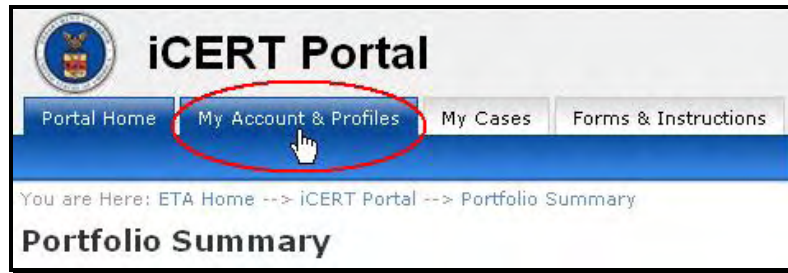 iCERT Portal
Portal Home My Account & Profiles My Cases Forms & Instructions
You are Here: ETA Home --> iCERT Portal --> Portfolio Summary
Portfolio Summary